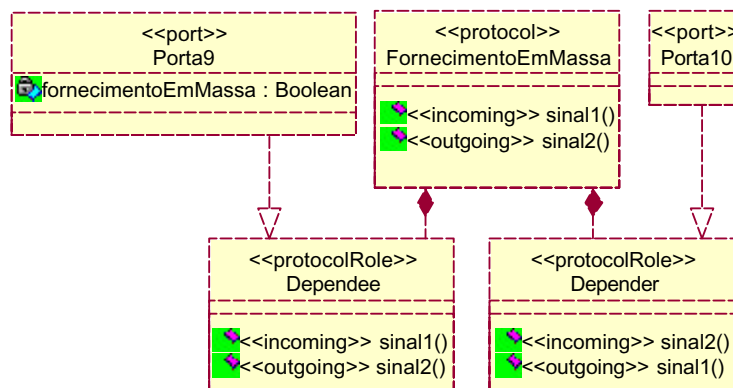 <<port>>
Porta9
fornecimentoEmMassa : Boolean
<<protocol>>
FornecimentoEmMassa
<<incoming>> sinal1()
<<outgoing>> sinal2()
<<port>>
Porta10
<<protocolRole>>
Dependee
<<incoming>> sinal1()
<<outgoing>> sinal2()
<<protocolRole>>
Depender
<<incoming>> sinal2()
<<outgoing>> sinal1()